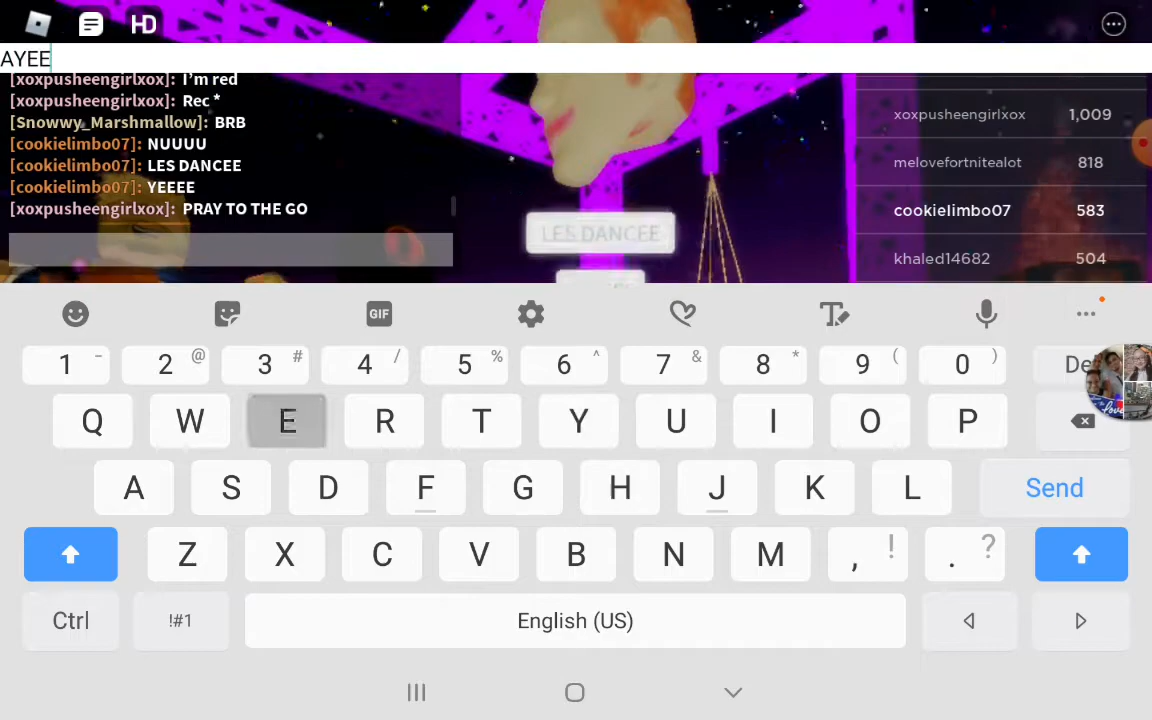 HD
AYEE
[xoxpusheengirlxox]: I'm red
[xoxpusheengirlxox]: Rec *
[Snowwy_Marshmallow]: BRB
[cookielimbo07]: NUUUU
[cookielimbo07]: LES DANCEE
[cookielimbo07]: YEEEE
[xoxpusheengirlxox]: PRAY TO THE GO
LES DANCEE
xoxpusheengirlxox 1,009
melovefortnitealot 818
cookielimbo07 583
khaled14682 504
GIF T
1 - 2 @ 3 # 4 / 5 % 6 ^ 7 & 8 * 9 ( 0 ) De
Q W E R T Y U I O P
A S D F G H J K L Send
Z X C V B N M , ! . ?
Ctrl !#1 English (US)